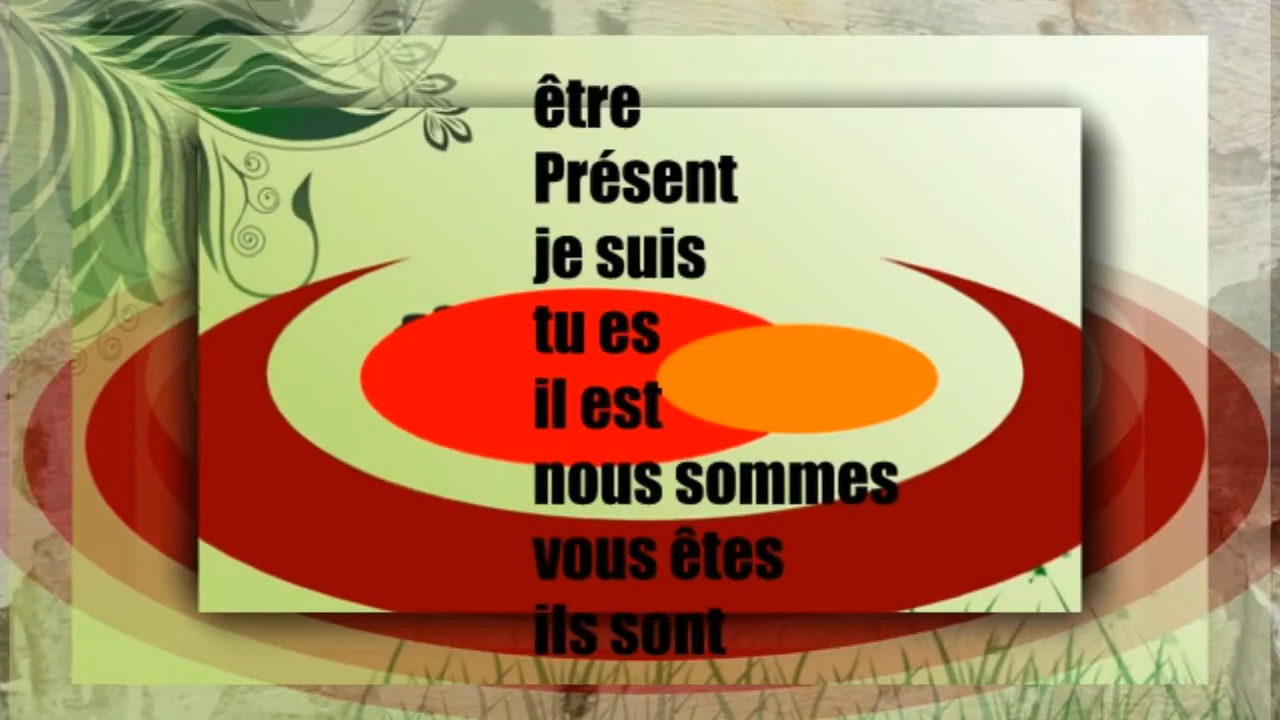 être
Présent
je suis
tu es
il est
nous sommes
vous êtes
ils sont